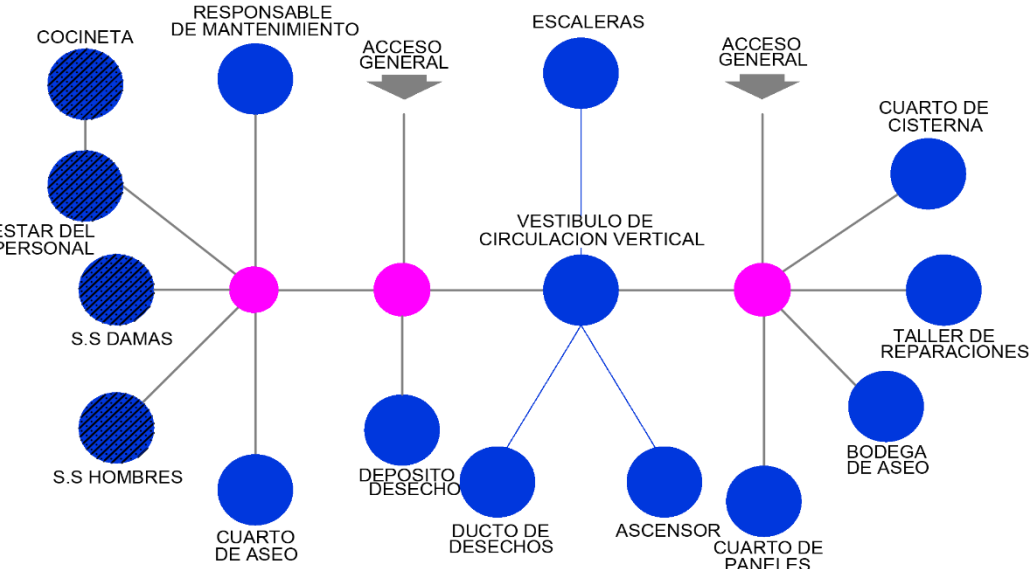 RESPONSABLE
DE MANTENIMIENTO
ESCALERAS
COCINETA
ACCESO
GENERAL
ACCESO
GENERAL
CUARTO DE
CISTERNA
ESTAR DEL
PERSONAL
VESTIBULO DE
CIRCULACION VERTICAL
S.S DAMAS
TALLER DE
REPARACIONES
S.S HOMBRES
DEPOSITO
DESECHO
BODEGA
DE ASEO
CUARTO
DE ASEO
DUCTO DE
DESECHOS
ASCENSOR
CUARTO DE
PANELES